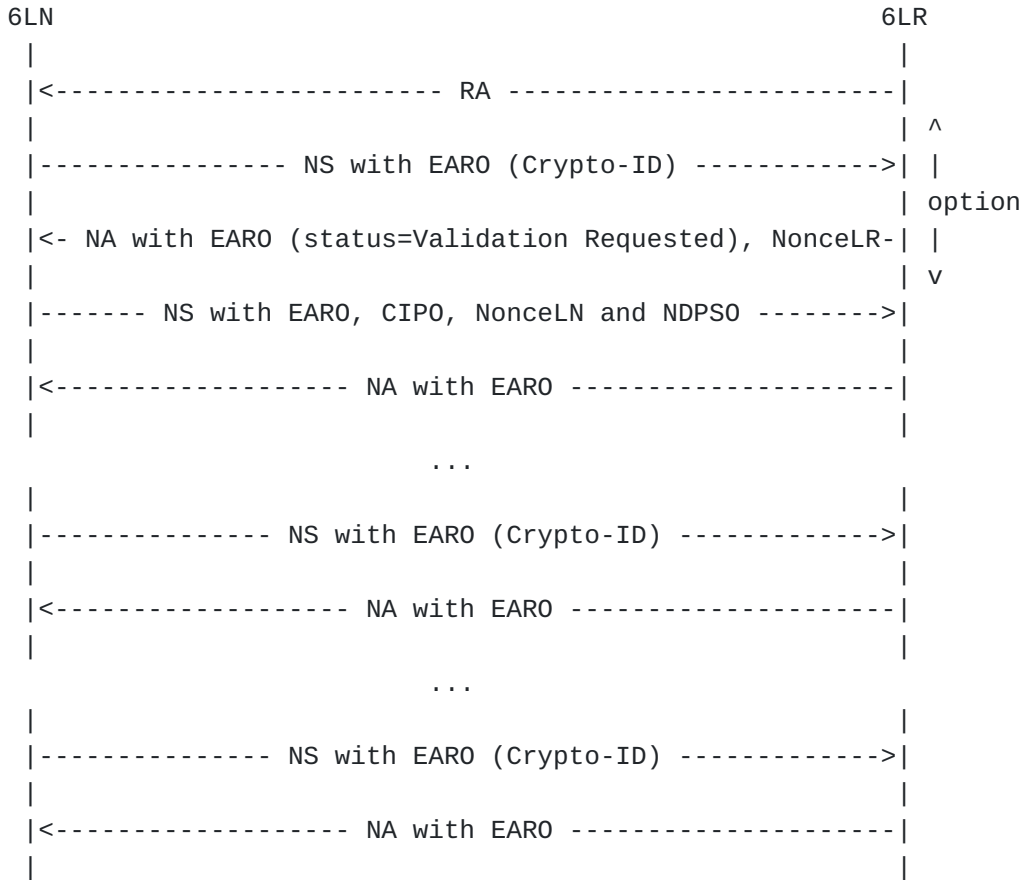 6LN 6LR
RA
^
NS with EARO (Crypto-ID)
option
NA with EARO (status=Validation Requested), NonceLR
v
NS with EARO, CIPO, NonceLN and NDPSO
NA with EARO
...
NS with EARO (Crypto-ID)
NA with EARO
...
NS with EARO (Crypto-ID)
NA with EARO